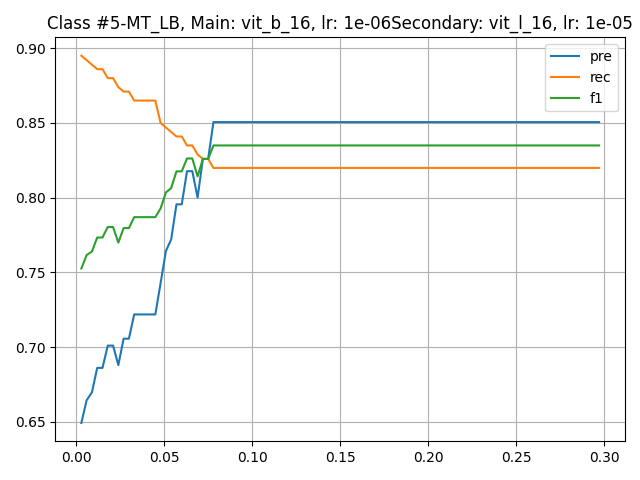 Class #5-MT_LB, Main: vit_b_16, lr: 1e-06Secondary: vit_l_16, lr: 1e-05
0.90
0.85
0.80
0.75
0.70
0.65
pre
rec
f1
0.00 0.05 0.10 0.15 0.20 0.25 0.30